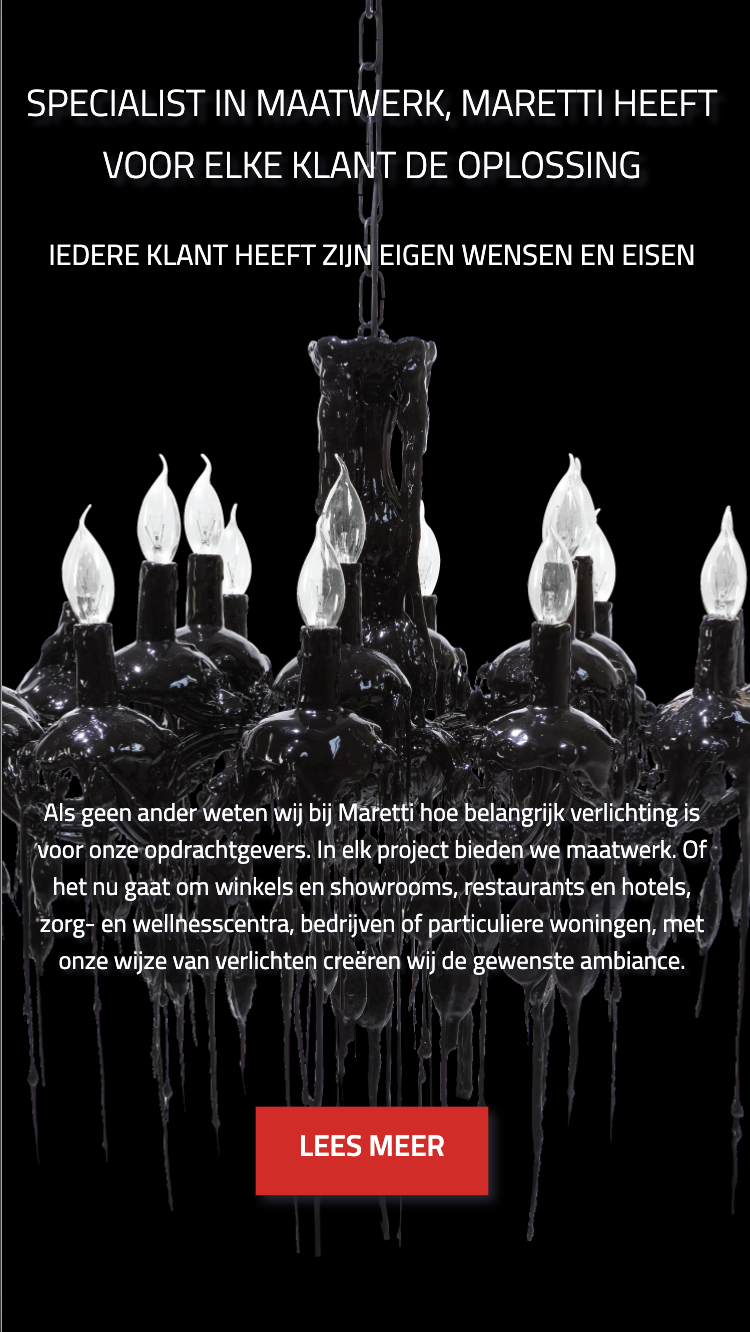 SPECIALIST IN MAATWERK, MARETTI HEEFT
VOOR ELKE KLANT DE OPLOSSING
IEDERE KLANT HEEFT ZIJN EIGEN WENSEN EN EISEN
Als geen ander weten wij bij Maretti hoe belangrijk verlichting is
voor onze opdrachtgevers. In elk project bieden we maatwerk. Of
het nu gaat om winkels en showrooms, restaurants en hotels,
zorg- en wellnesscentra, bedrijven of particuliere woningen, met
onze wijze van verlichten creëren wij de gewenste ambiance.
LEES MEER